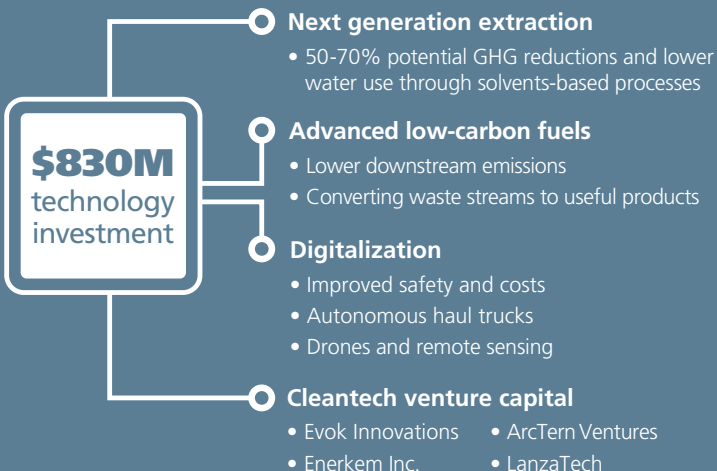 Next generation extraction
• 50-70% potential GHG reductions and lower
water use through solvents-based processes
$830M
technology
investment
Advanced low-carbon fuels
• Lower downstream emissions
• Converting waste streams to useful products
Digitalization
• Improved safety and costs
• Autonomous haul trucks
• Drones and remote sensing
Cleantech venture capital
• Evok Innovations • ArcTern Ventures
• Enerkem Inc. • LanzaTech